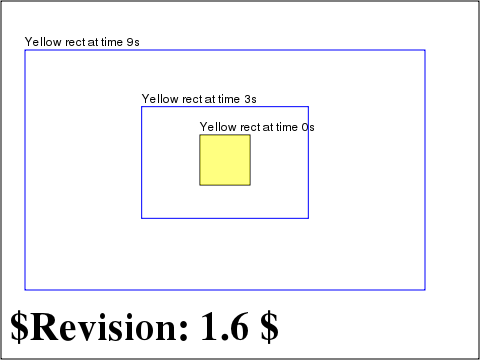 Yellow rect at time 9s
Yellow rect at time 3s
Yellow rect at time 0s
$Revision: 1.6 $